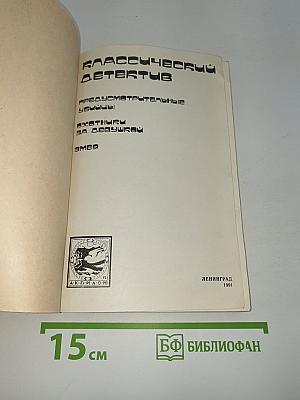 КЛАССИЧЕСКИЙ
ДЕТЕКТИВ
ПРЕДУСМОТРИТЕЛЬНЫЕ
УБИЙЦЫ
ОХОТНИКИ
ЗА ДЕВУШКОЙ
ЗМЕЯ
ЛЕНИНГРАД
1991
15 см
БФ БИБЛИОФАН